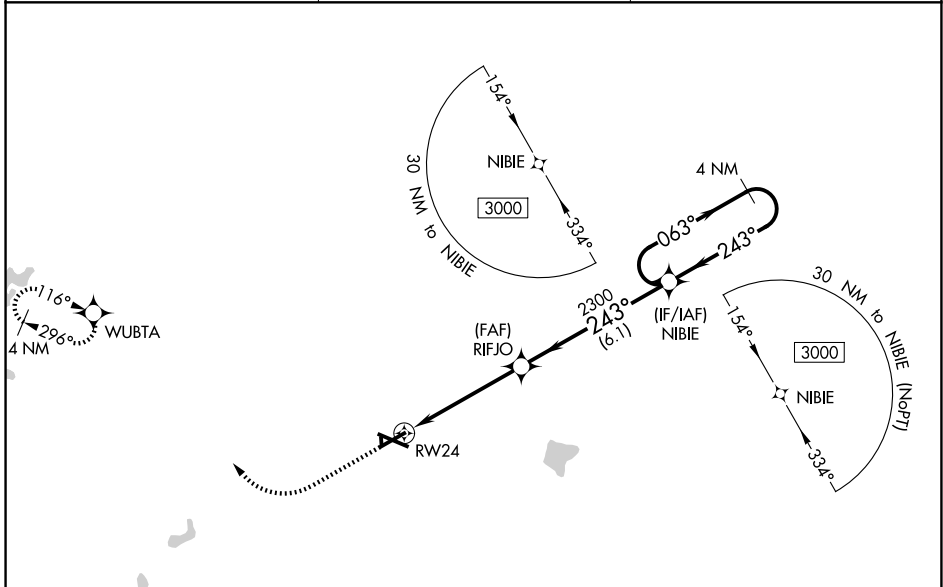 154°
NIBIE
30 NM to NIBIE
3000
334°
4 NM
063°
243°
116°
296°
4 NM
WUBTA
2300
243°
(6.1)
(IF/IAF)
NIBIE
(FAF)
RIFJO
RW24
30 NM to NIBIE (NoPT)
154°
3000
NIBIE
334°